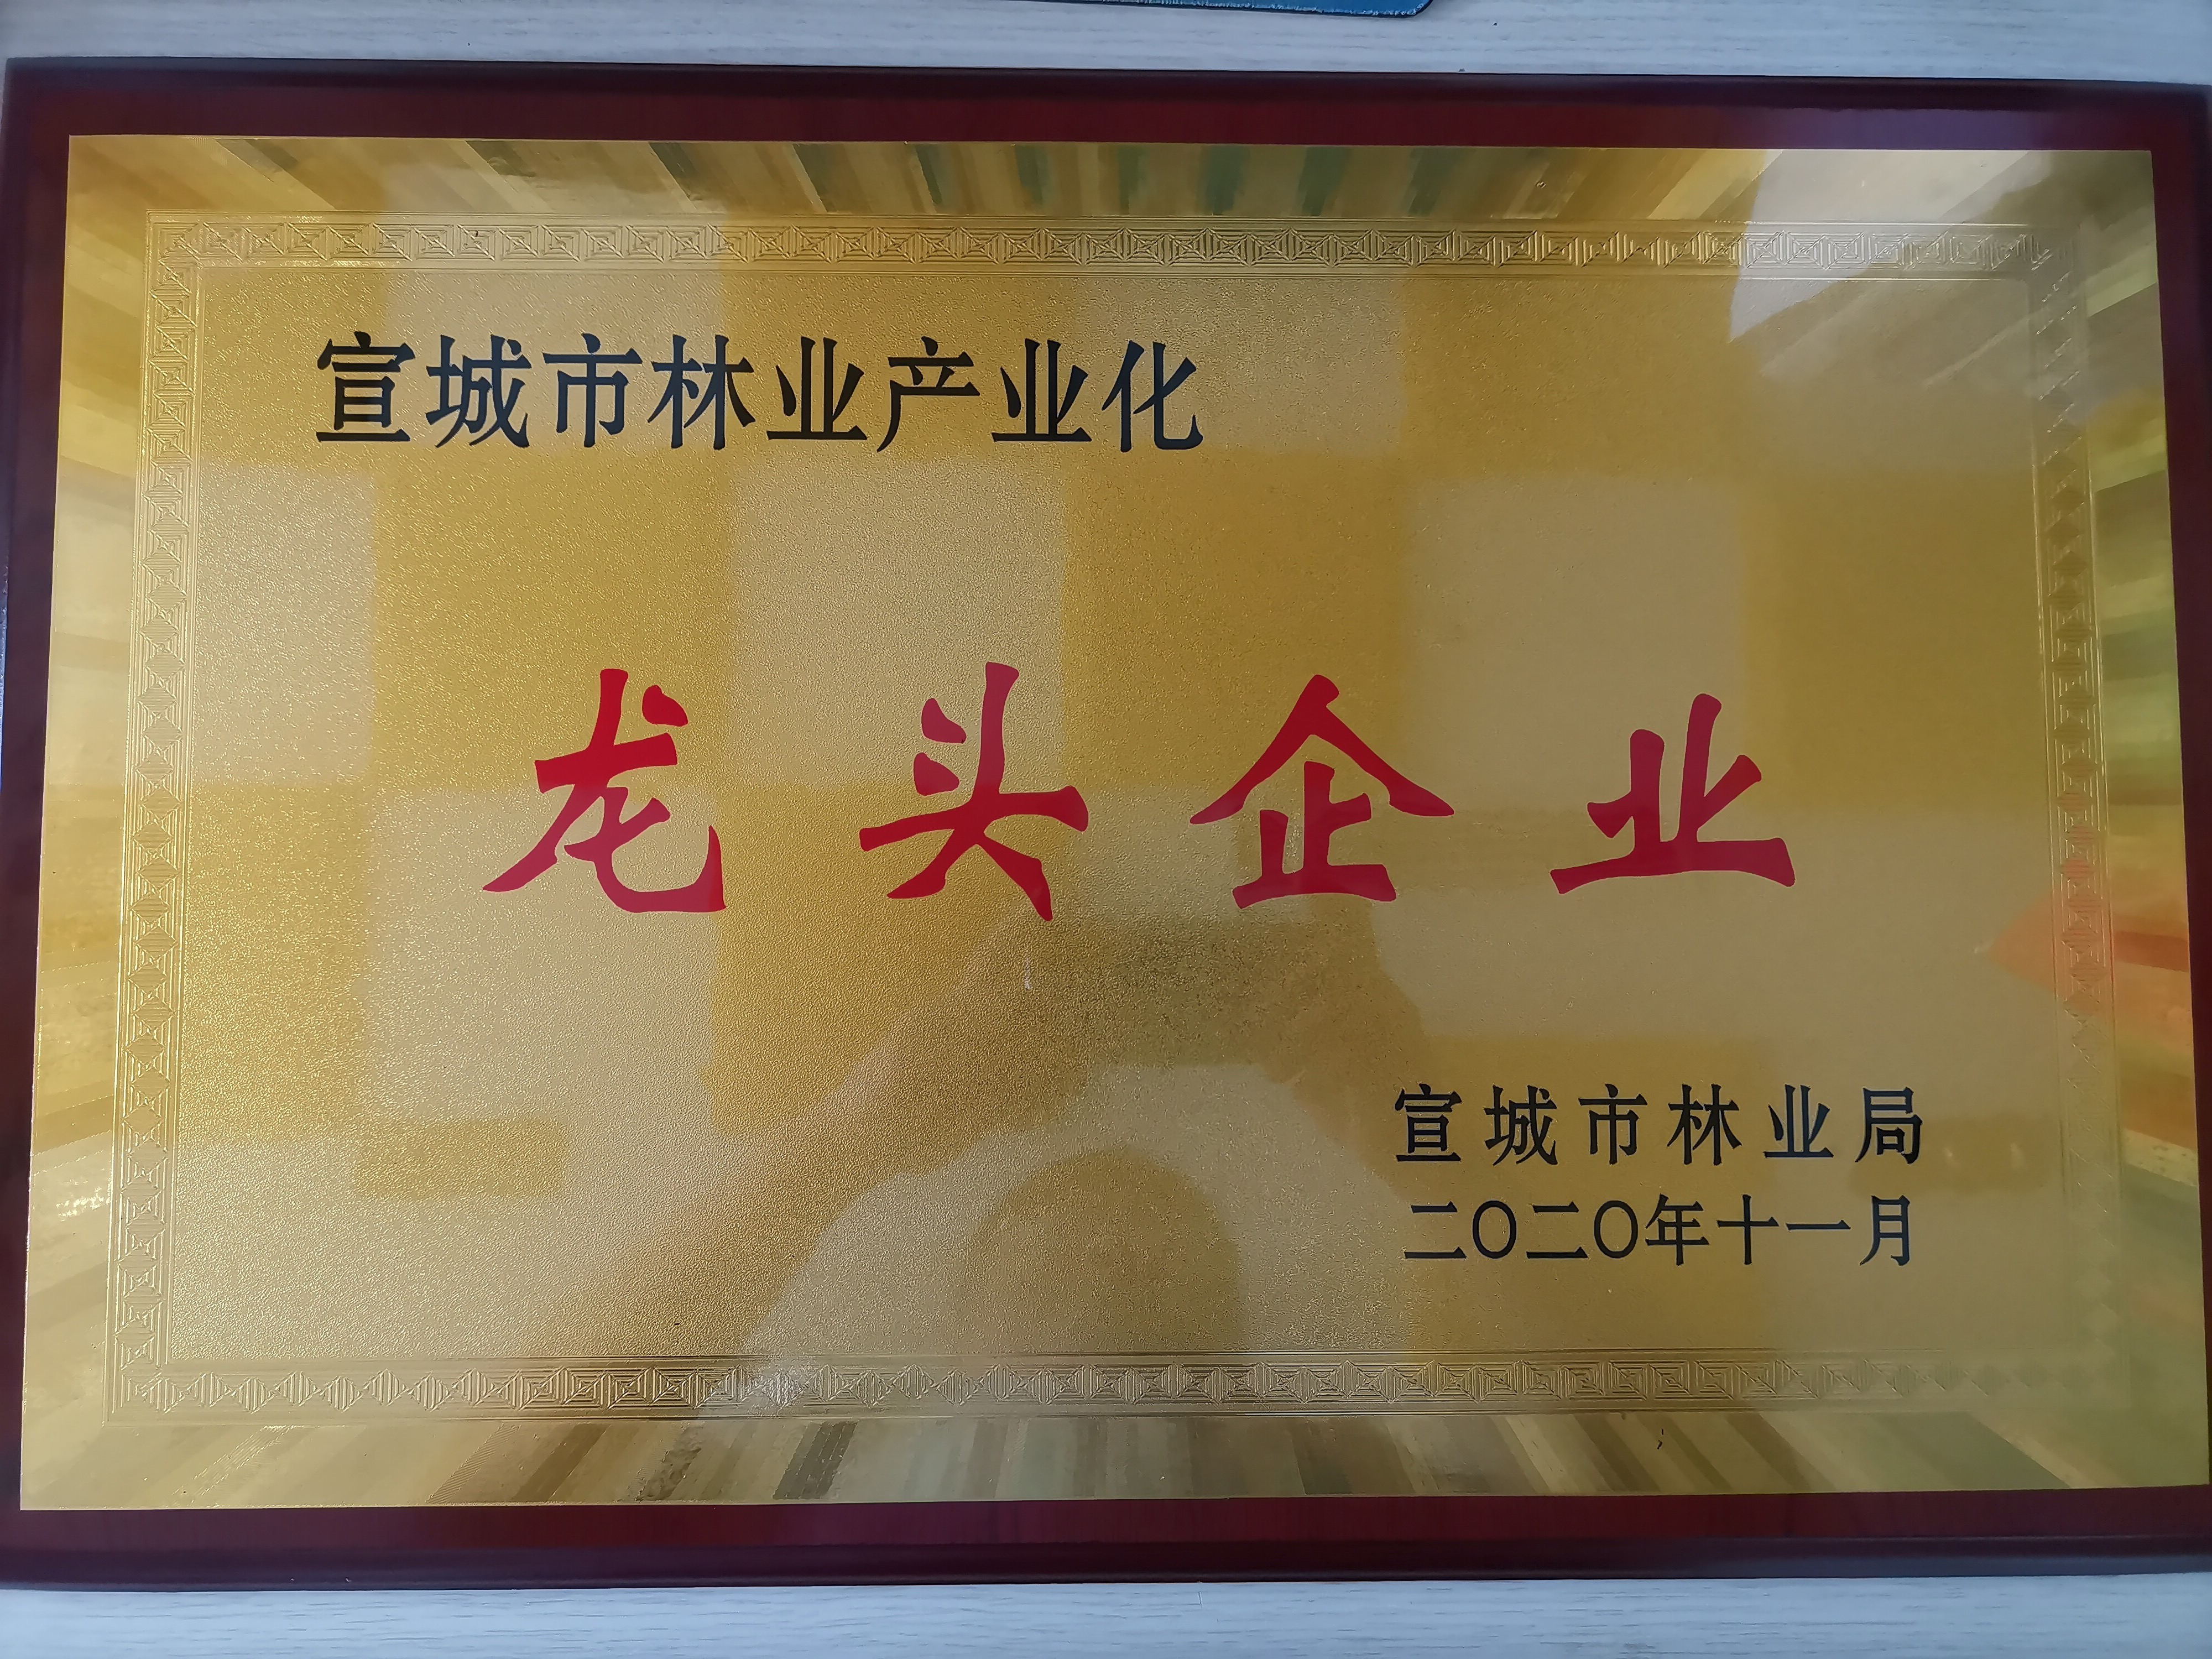 宣城市林业产业化
龙头企业
宣城市林业局
二〇二〇年十一月